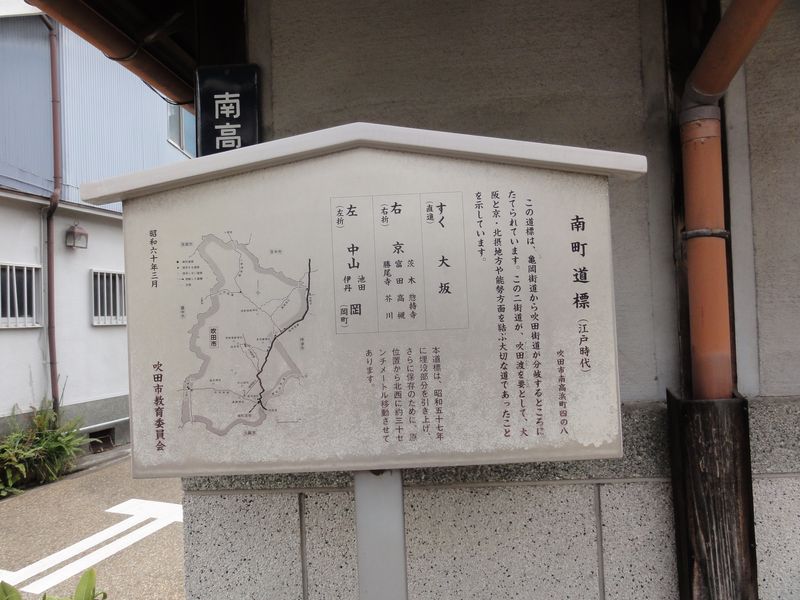 南高
南町道標(江戸時代)
吹田市南高浜町四の八
この道標は、亀岡街道から吹田街道が分岐するところに
たてられています。この二街道が、吹田渡を要として、大
阪と京・北摂地方や能勢方面を結ぶ大切な道であったこと
を示しています。
すく 大坂
(直進)
茨木 惣持寺
右 京 富田 高槻
(右折) 勝尾寺 芥川
左 中山 池田 岡
(左折) 伊丹 (岡町)
本道標は、昭和五十七年
に埋没部分を引き上げ、
さらに保存のために、原
位置から北西に約三十セ
ンチメートル移動させて
あります。
吹田市
昭和六十年三月
吹田市教育委員会